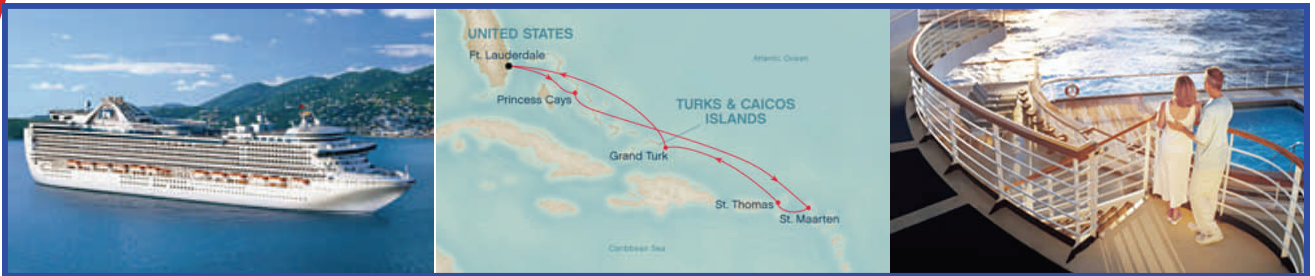 UNITED STATES
Ft. Lauderdale
Atlantic Ocean
Princess Cays
TURKS & CAICOS
ISLANDS
Grand Turk
St. Thomas
St. Maarten
Caribbean Sea